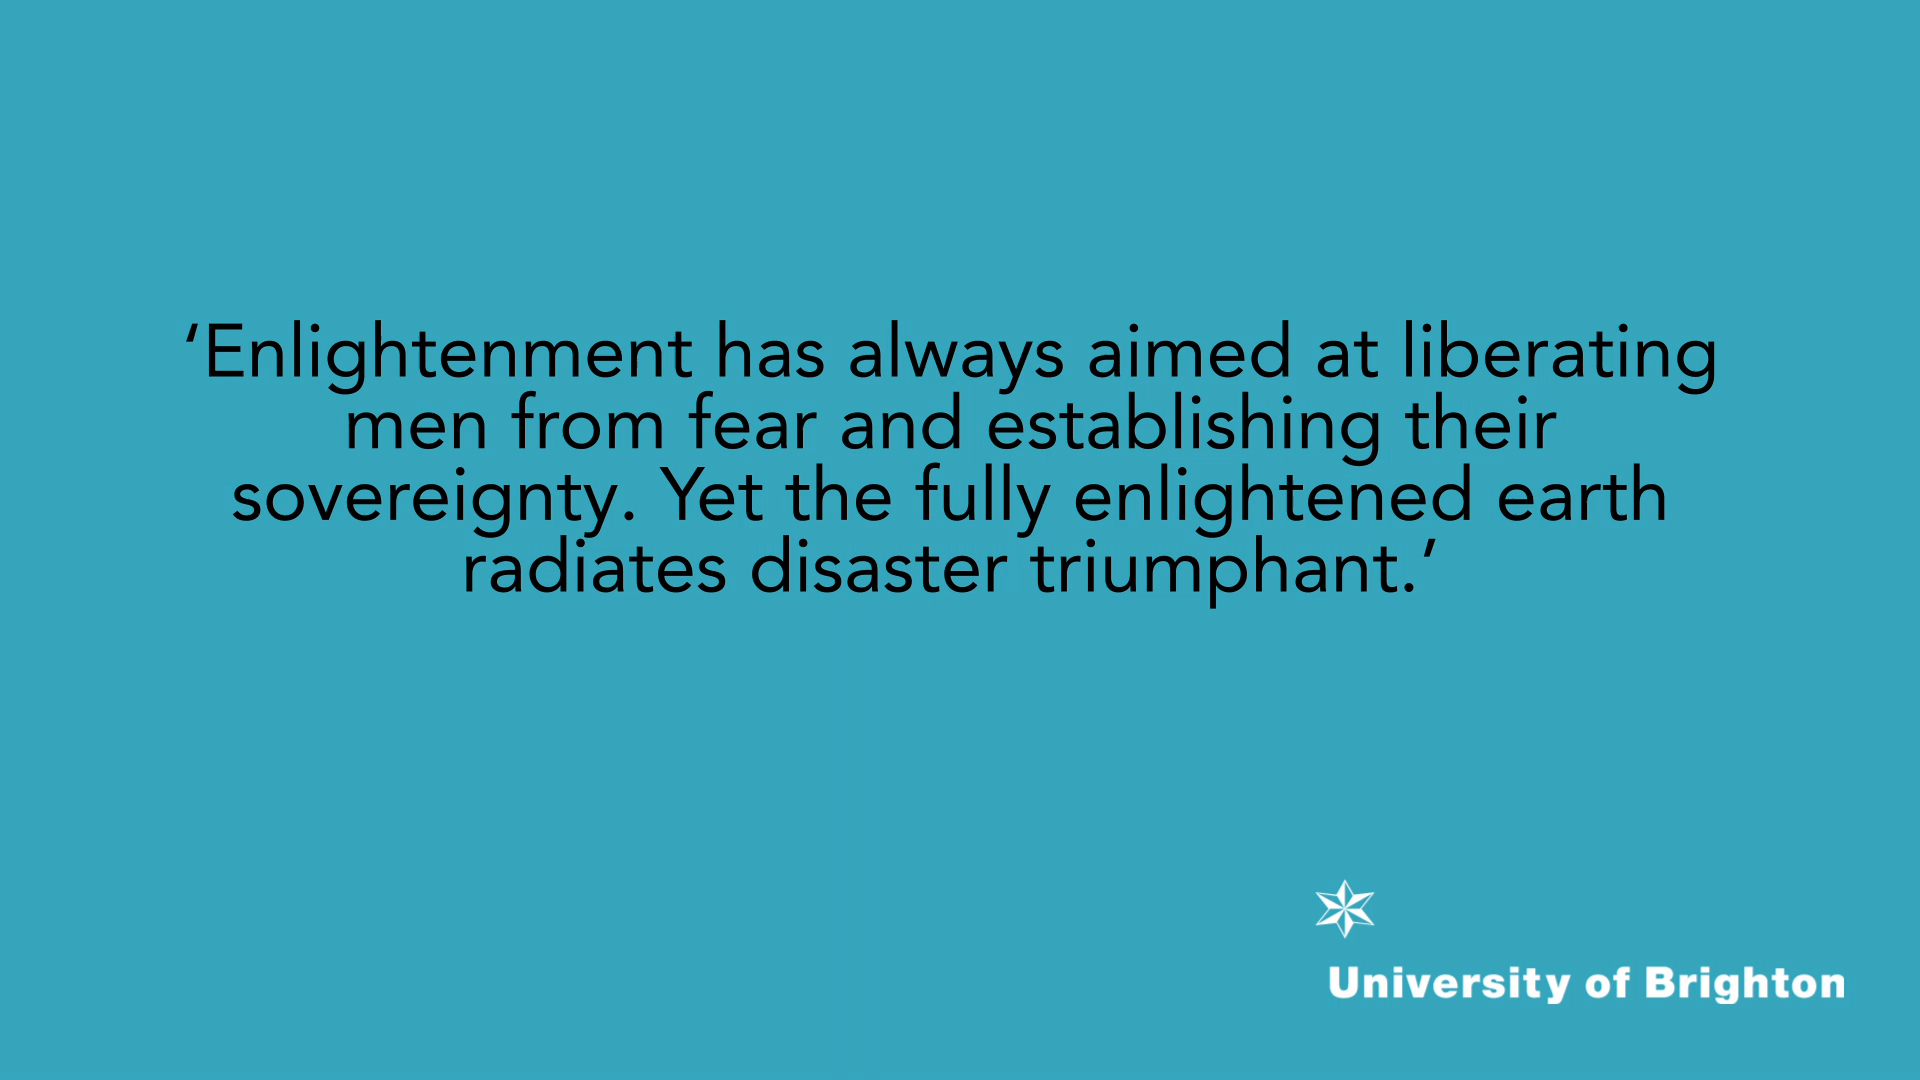 ‘Enlightenment has always aimed at liberating
men from fear and establishing their
sovereignty. Yet the fully enlightened earth
radiates disaster triumphant.’
University of Brighton